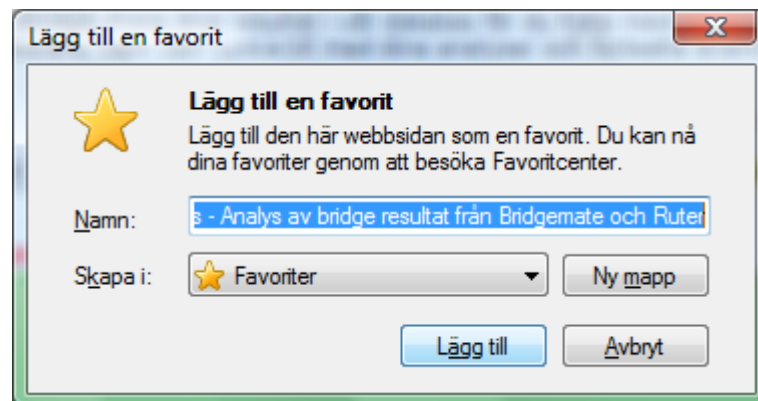 Lägg till en favorit
Lägg till en favorit
Lägg till den här webbsidan som en favorit. Du kan nå
dina favoriter genom att besöka Favoritcenter.
Namn: s - Analys av bridge resultat från Bridgemate och Ruter
Skapa i: Favoriter Ny mapp
Lägg till Avbryt